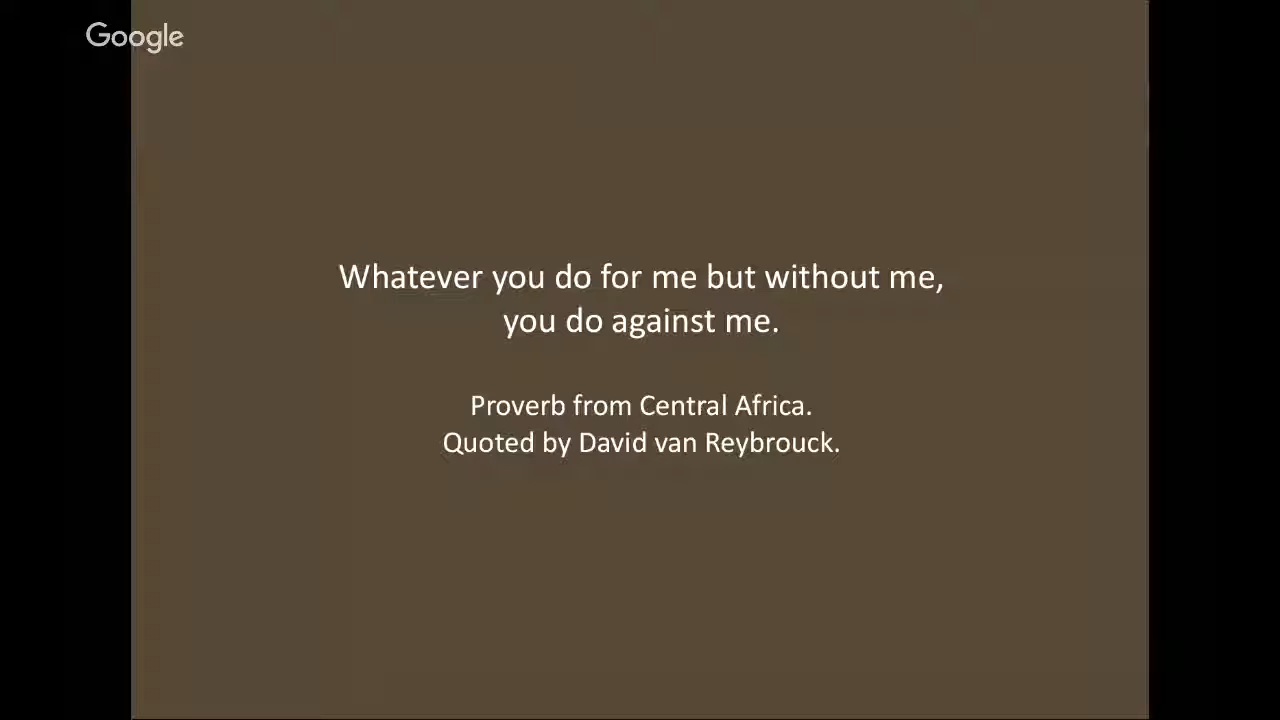 Google
Whatever you do for me but without me,
you do against me.
Proverb from Central Africa.
Quoted by David van Reybrouck.